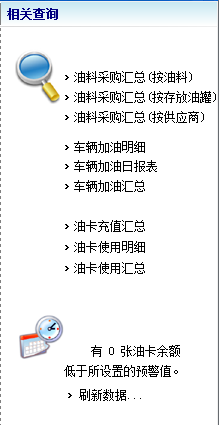 相关查询
油料采购汇总(按油料)
油料采购汇总(按存放油罐)
油料采购汇总(按供应商)
车辆加油明细
车辆加油日报表
车辆加油汇总
油卡充值汇总
油卡使用明细
油卡使用汇总
有 0 张油卡余额
低于所设置的预警值。
刷新数据...